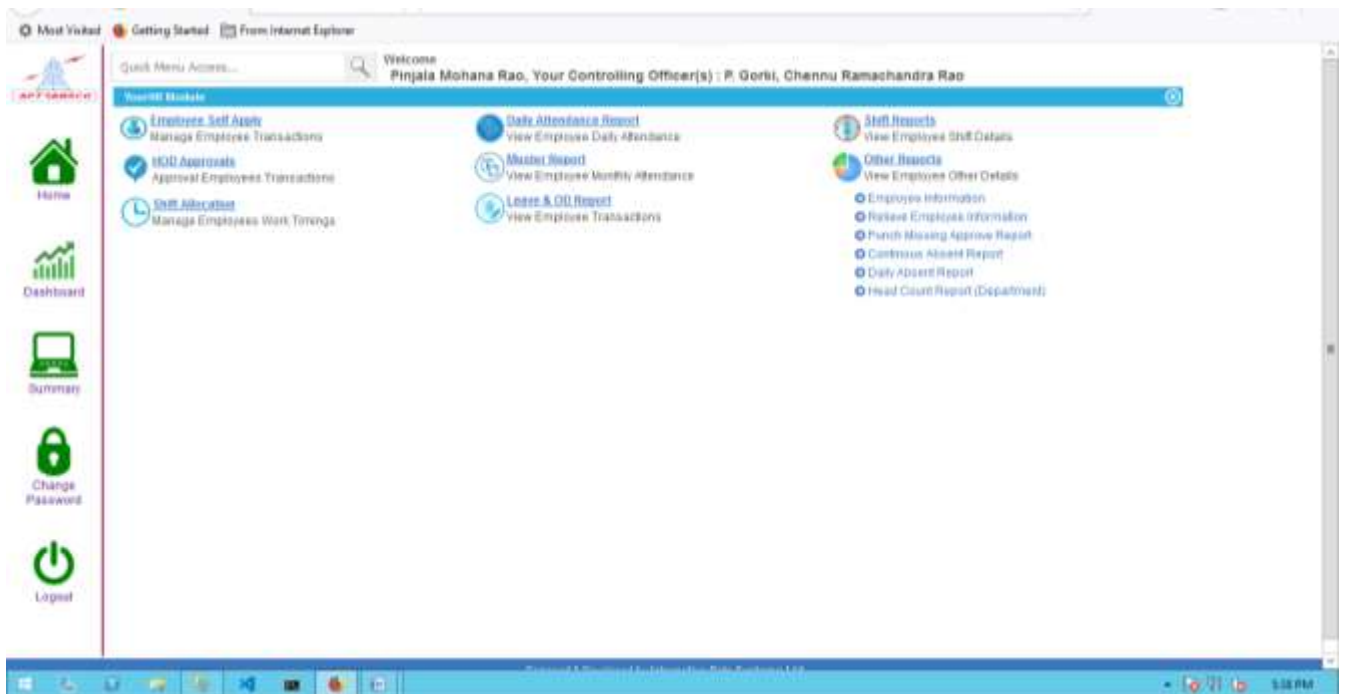 Most Visited Getting Started From Internet Explorer
Quick Menu Access...
Welcome
Pinjala Mohana Rao, Your Controlling Officer(s) : P. Gorki, Chennu Ramachandra Rao
YourHR Module
Employee Self Apply
Manage Employee Transactions
HOD Approvals
Approval Employees Transactions
Shift Allocation
Manage Employees Work Timings
Daily Attendance Report
View Employee Daily Attendance
Muster Report
View Employee Monthly Attendance
Leave & OD Report
View Employee Transactions
Shift Reports
View Employee Shift Details
Other Reports
View Employee Other Details
Employee Information
Relieve Employee Information
Punch Missing Approve Report
Continous Absent Report
Daily Absent Report
Head Count Report (Department)
Home
Dashboard
Summary
Change
Password
Logout